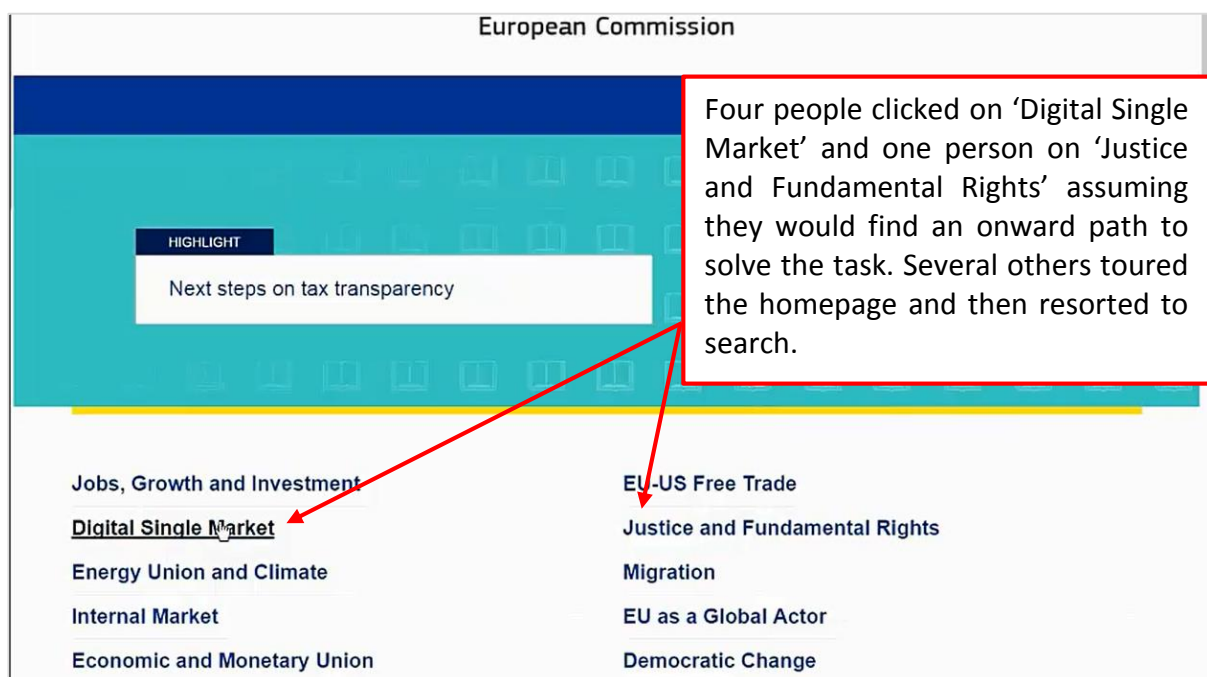 European Commission
Four people clicked on ‘Digital Single
Market’ and one person on ‘Justice
and Fundamental Rights’ assuming
they would find an onward path to
solve the task. Several others toured
the homepage and then resorted to
search.
HIGHLIGHT
Next steps on tax transparency
Jobs, Growth and Investment
Digital Single Market
Energy Union and Climate
Internal Market
Economic and Monetary Union
EU-US Free Trade
Justice and Fundamental Rights
Migration
EU as a Global Actor
Democratic Change